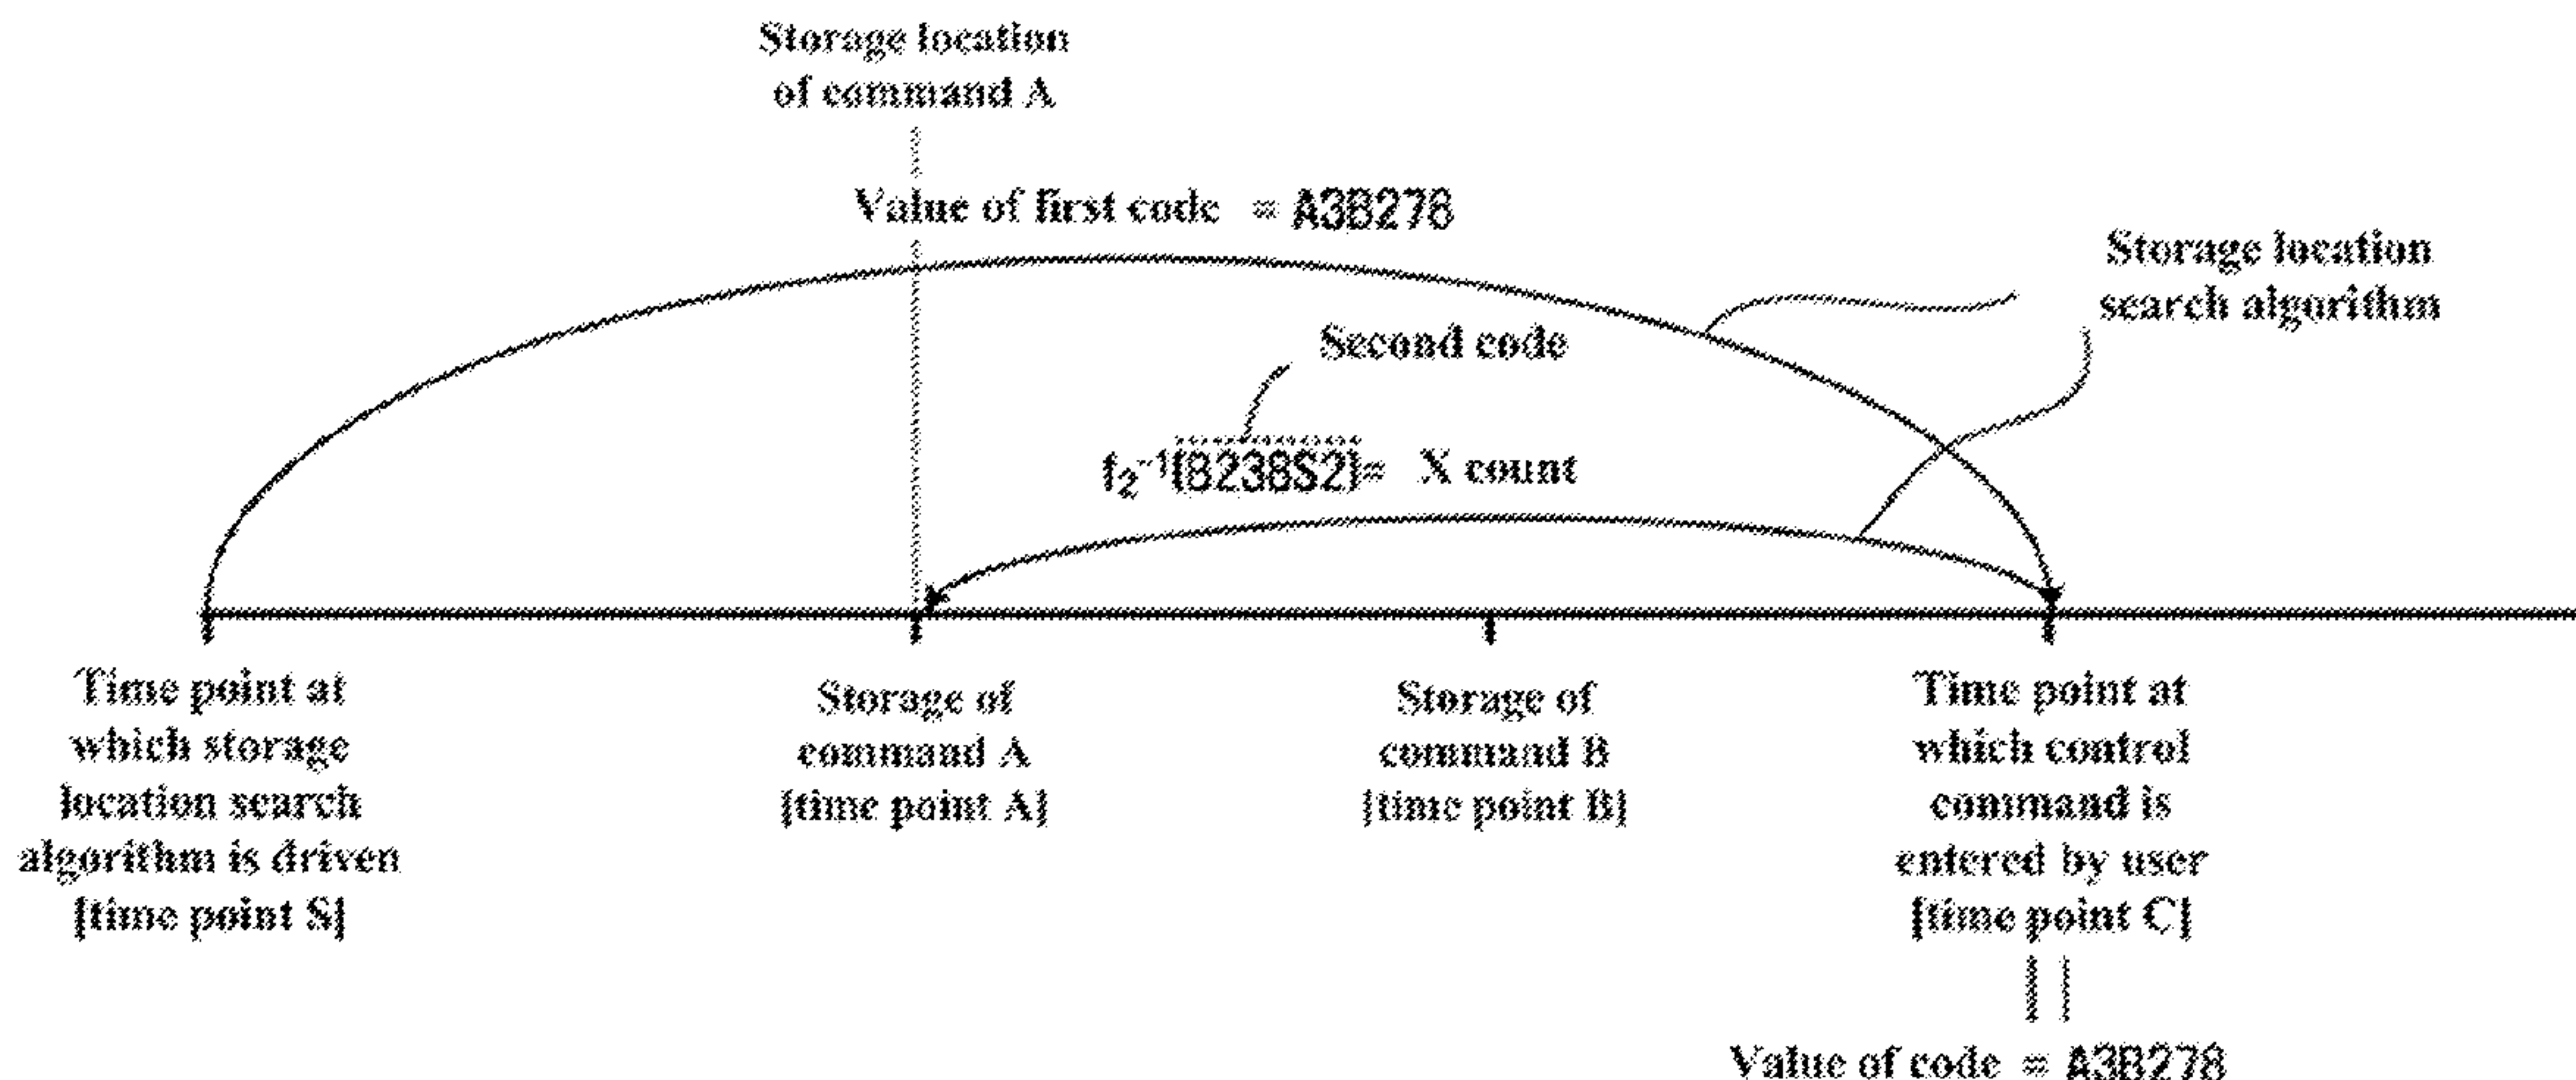 Storage location
of command A
Value of first code = A3B278
Storage location
search algorithm
Second code
f₂⁻¹(B238S2)= X count
Time point at
which storage
location search
algorithm is driven
[time point S]
Storage of
command A
[time point A]
Storage of
command B
[time point B]
Time point at
which control
command is
entered by user
[time point C]
Value of code = A3B278